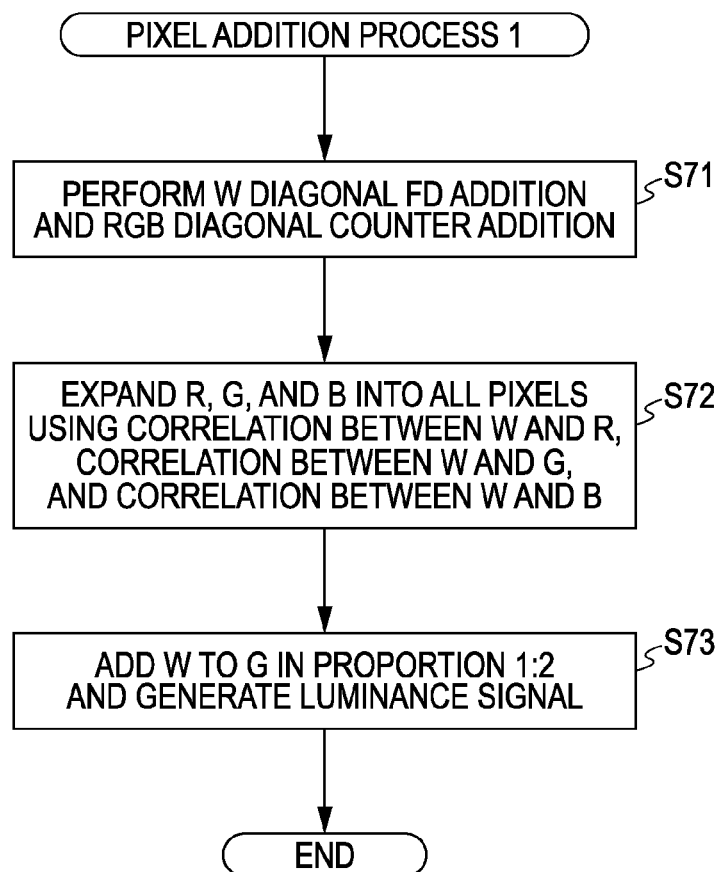 PIXEL ADDITION PROCESS 1
S71
PERFORM W DIAGONAL FD ADDITION
AND RGB DIAGONAL COUNTER ADDITION
S72
EXPAND R, G, AND B INTO ALL PIXELS
USING CORRELATION BETWEEN W AND R,
CORRELATION BETWEEN W AND G,
AND CORRELATION BETWEEN W AND B
S73
ADD W TO G IN PROPORTION 1:2
AND GENERATE LUMINANCE SIGNAL
END